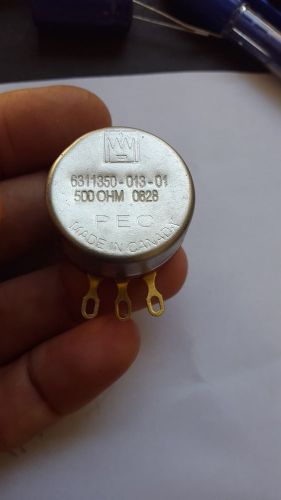 6311350-013-01
500 OHM 0828
PEC
MADE IN CANADA